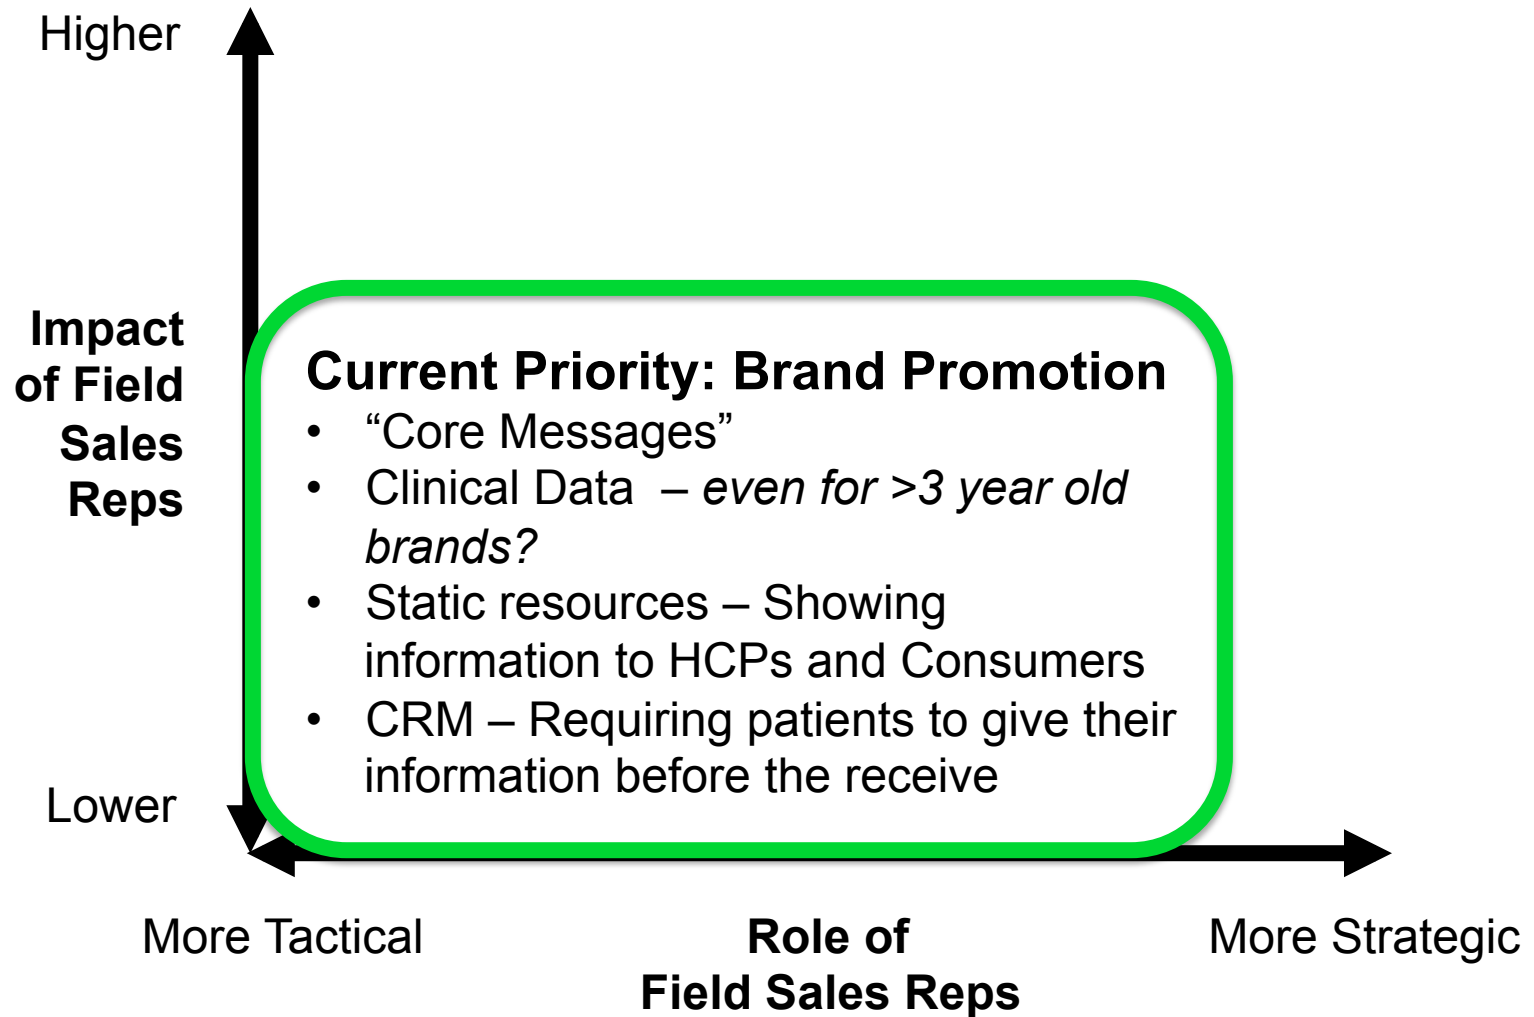 Higher
Impact
of Field
Sales
Reps
Current Priority: Brand Promotion
• “Core Messages”
• Clinical Data – even for >3 year old
brands?
• Static resources – Showing
information to HCPs and Consumers
• CRM – Requiring patients to give their
information before the receive
Lower
More Tactical
Role of
Field Sales Reps
More Strategic